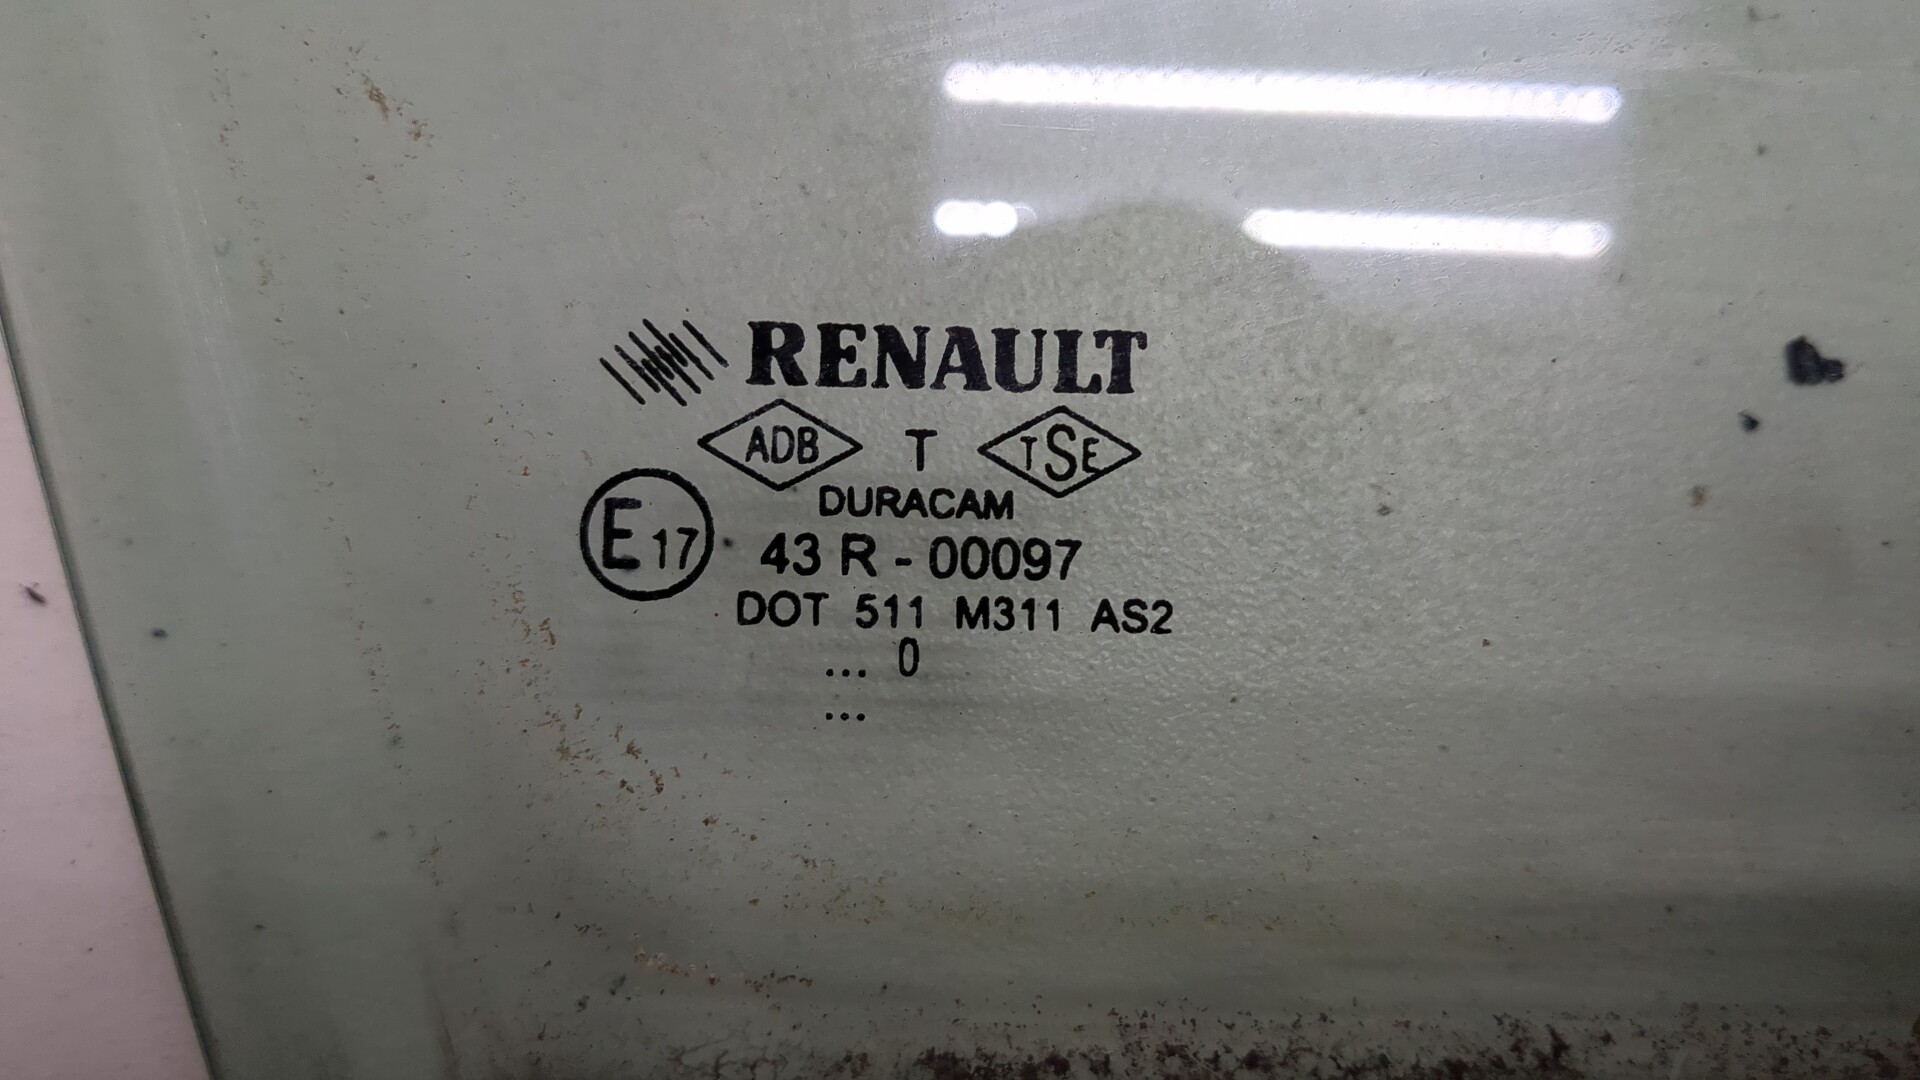 RENAULT
ADB T TSE
DURACAM
E17 43 R - 00097
DOT 511 M311 AS2
... 0
...